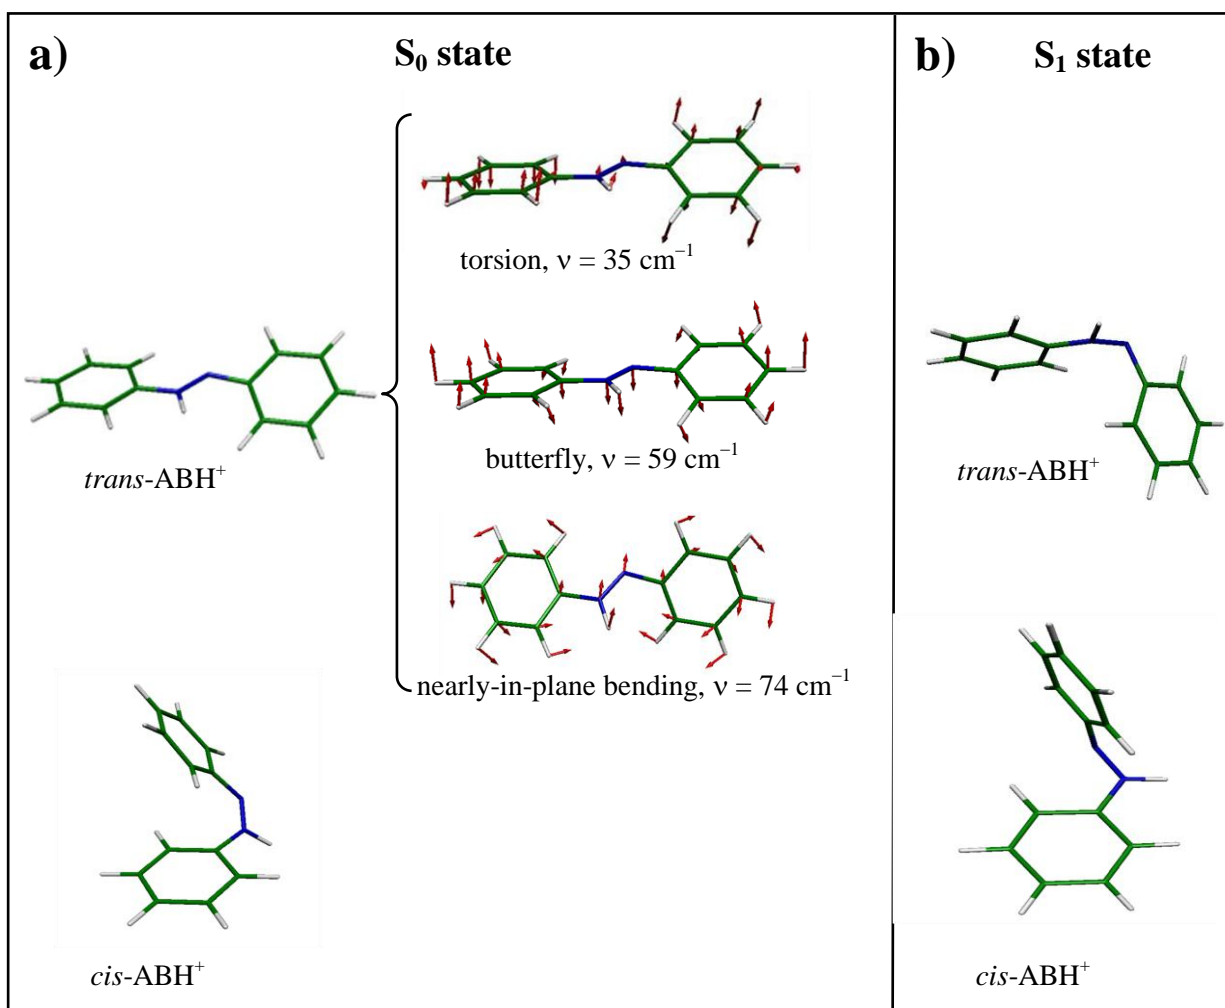 a)
S₀ state
torsion, ν = 35 cm⁻¹
butterfly, ν = 59 cm⁻¹
trans-ABH⁺
nearly-in-plane bending, ν = 74 cm⁻¹
cis-ABH⁺
b)
S₁ state
trans-ABH⁺
cis-ABH⁺